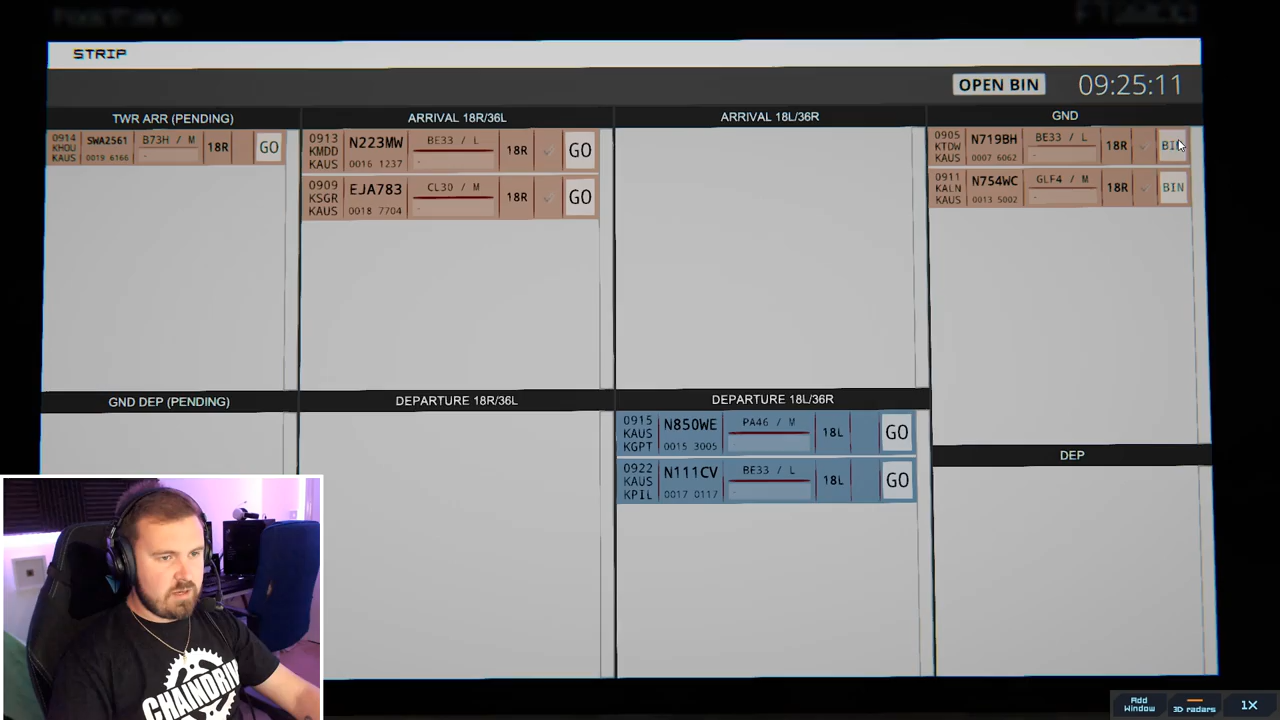 STRIP
OPEN BIN 09:25:11
TWR ARR (PENDING)
0914 SWA2561 B73H / M 18R GO
KHOU
KAUS 0019 6166 -
ARRIVAL 18R/36L
0913 N223MW BE33 / L 18R GO
KMDD
KAUS 0016 1237 -
0909 EJA783 CL30 / M 18R GO
KSGR
KAUS 0018 7704 -
ARRIVAL 18L/36R
GND
0905 N719BH BE33 / L 18R BIN
KTDW
KAUS 0007 6062 -
0911 N754WC GLF4 / M 18R BIN
KALN
KAUS 0013 5002 -
GND DEP (PENDING)
DEPARTURE 18R/36L
DEPARTURE 18L/36R
0915 N850WE PA46 / M 18L GO
KAUS
KGPT 0015 3005
0922 N111CV BE33 / L 18L GO
KAUS
KPIL 0017 0117 -
DEP
CHAINDRIV
Add
Window
3D radars
1X